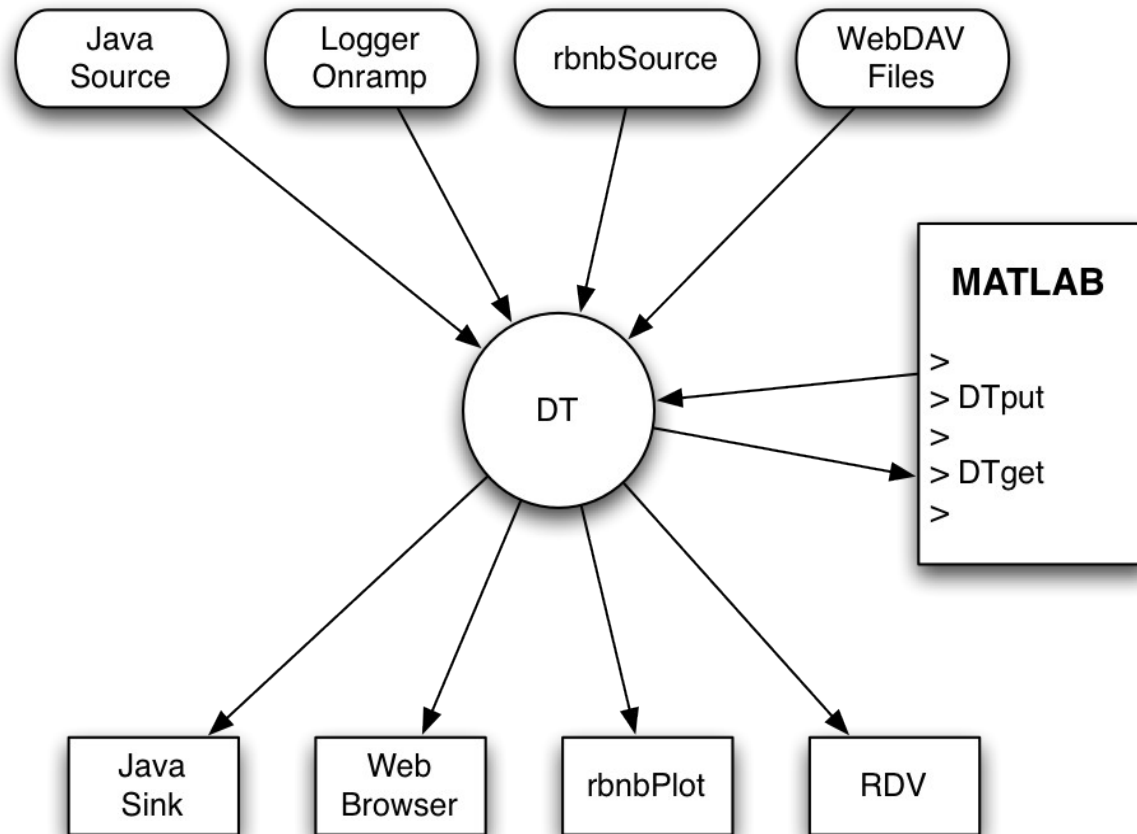 Java
Source
Logger
Onramp
rbnbSource
WebDAV
Files
MATLAB
>
> DTput
>
> DTget
>
DT
Java
Sink
Web
Browser
rbnbPlot
RDV